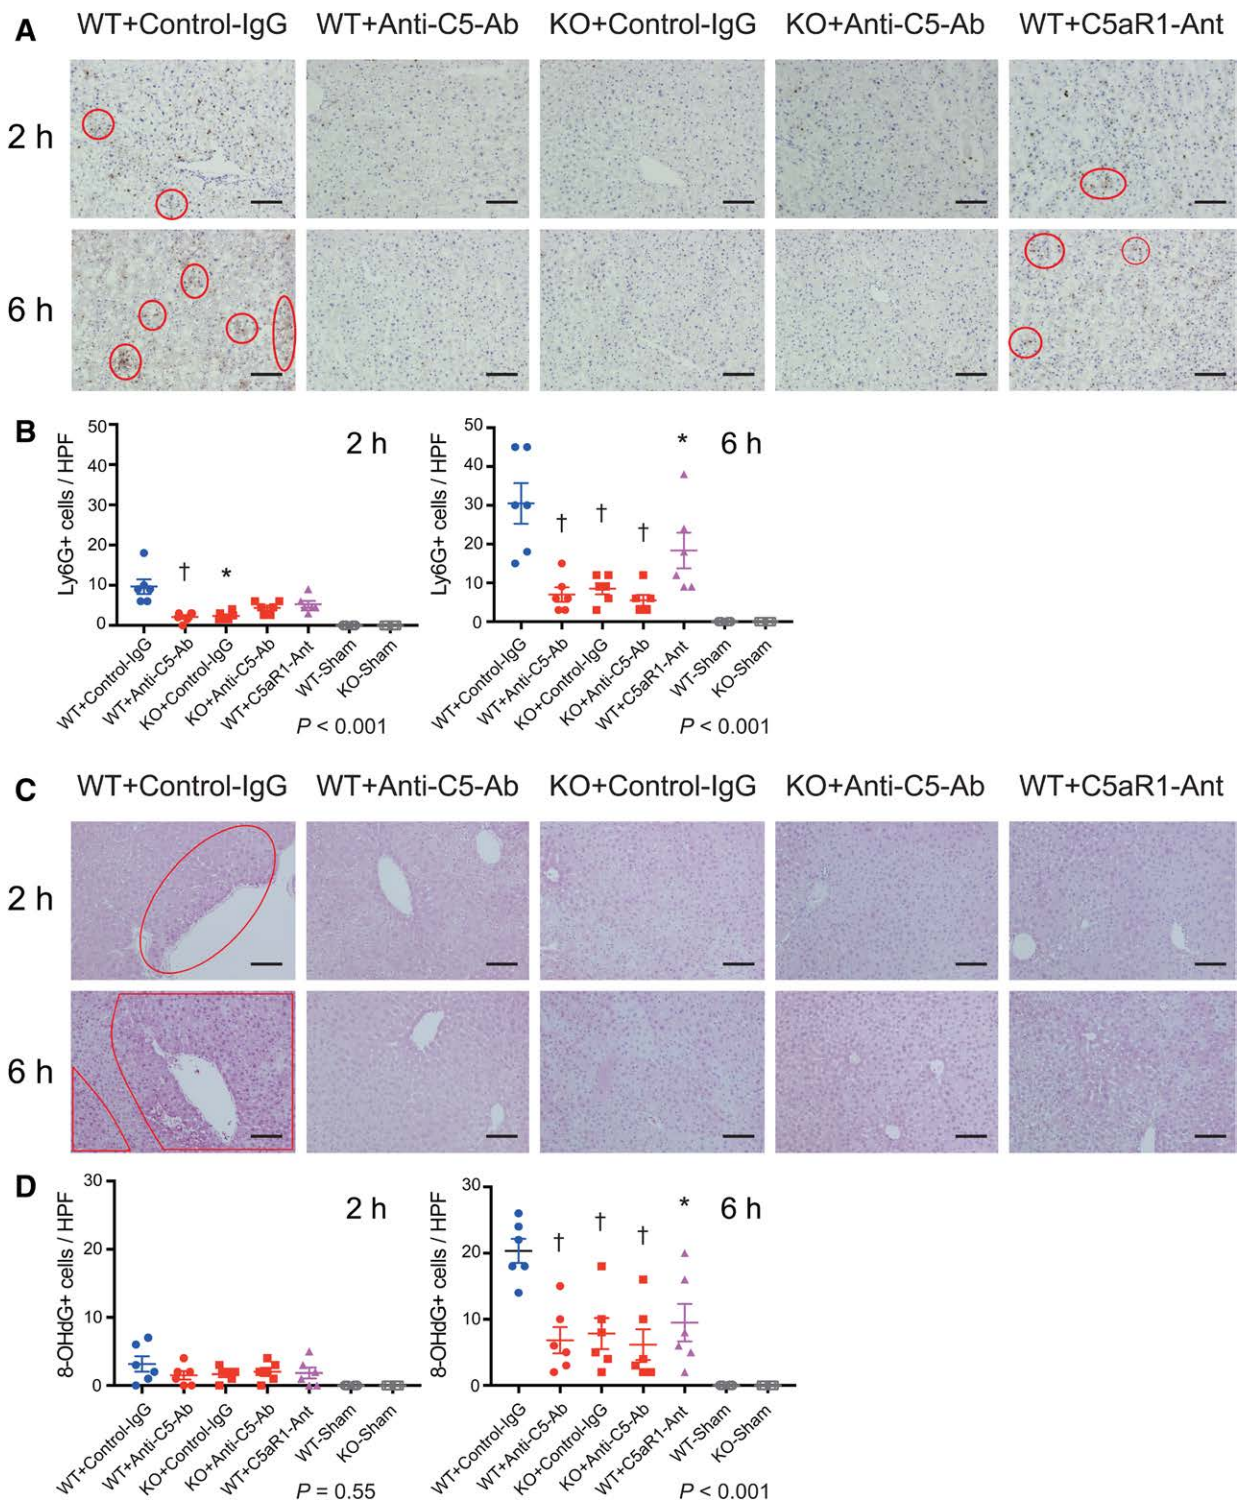 A
WT+Control-IgG WT+Anti-C5-Ab KO+Control-IgG KO+Anti-C5-Ab WT+C5aR1-Ant
2 h
6 h
B
Ly6G+ cells / HPF
50
40
30
20
10
0
2 h
†
*
WT+Control-IgG
WT+Anti-C5-Ab
KO+Control-IgG
KO+Anti-C5-Ab
WT+C5aR1-Ant
WT-Sham
KO-Sham
P < 0.001
Ly6G+ cells / HPF
50
40
30
20
10
0
6 h
†
†
†
*
WT+Control-IgG
WT+Anti-C5-Ab
KO+Control-IgG
KO+Anti-C5-Ab
WT+C5aR1-Ant
WT-Sham
KO-Sham
P < 0.001
C
WT+Control-IgG WT+Anti-C5-Ab KO+Control-IgG KO+Anti-C5-Ab WT+C5aR1-Ant
2 h
6 h
D
8-OHdG+ cells / HPF
30
20
10
0
2 h
WT+Control-IgG
WT+Anti-C5-Ab
KO+Control-IgG
KO+Anti-C5-Ab
WT+C5aR1-Ant
WT-Sham
KO-Sham
P = 0.55
8-OHdG+ cells / HPF
30
20
10
0
6 h
†
†
†
*
WT+Control-IgG
WT+Anti-C5-Ab
KO+Control-IgG
KO+Anti-C5-Ab
WT+C5aR1-Ant
WT-Sham
KO-Sham
P < 0.001